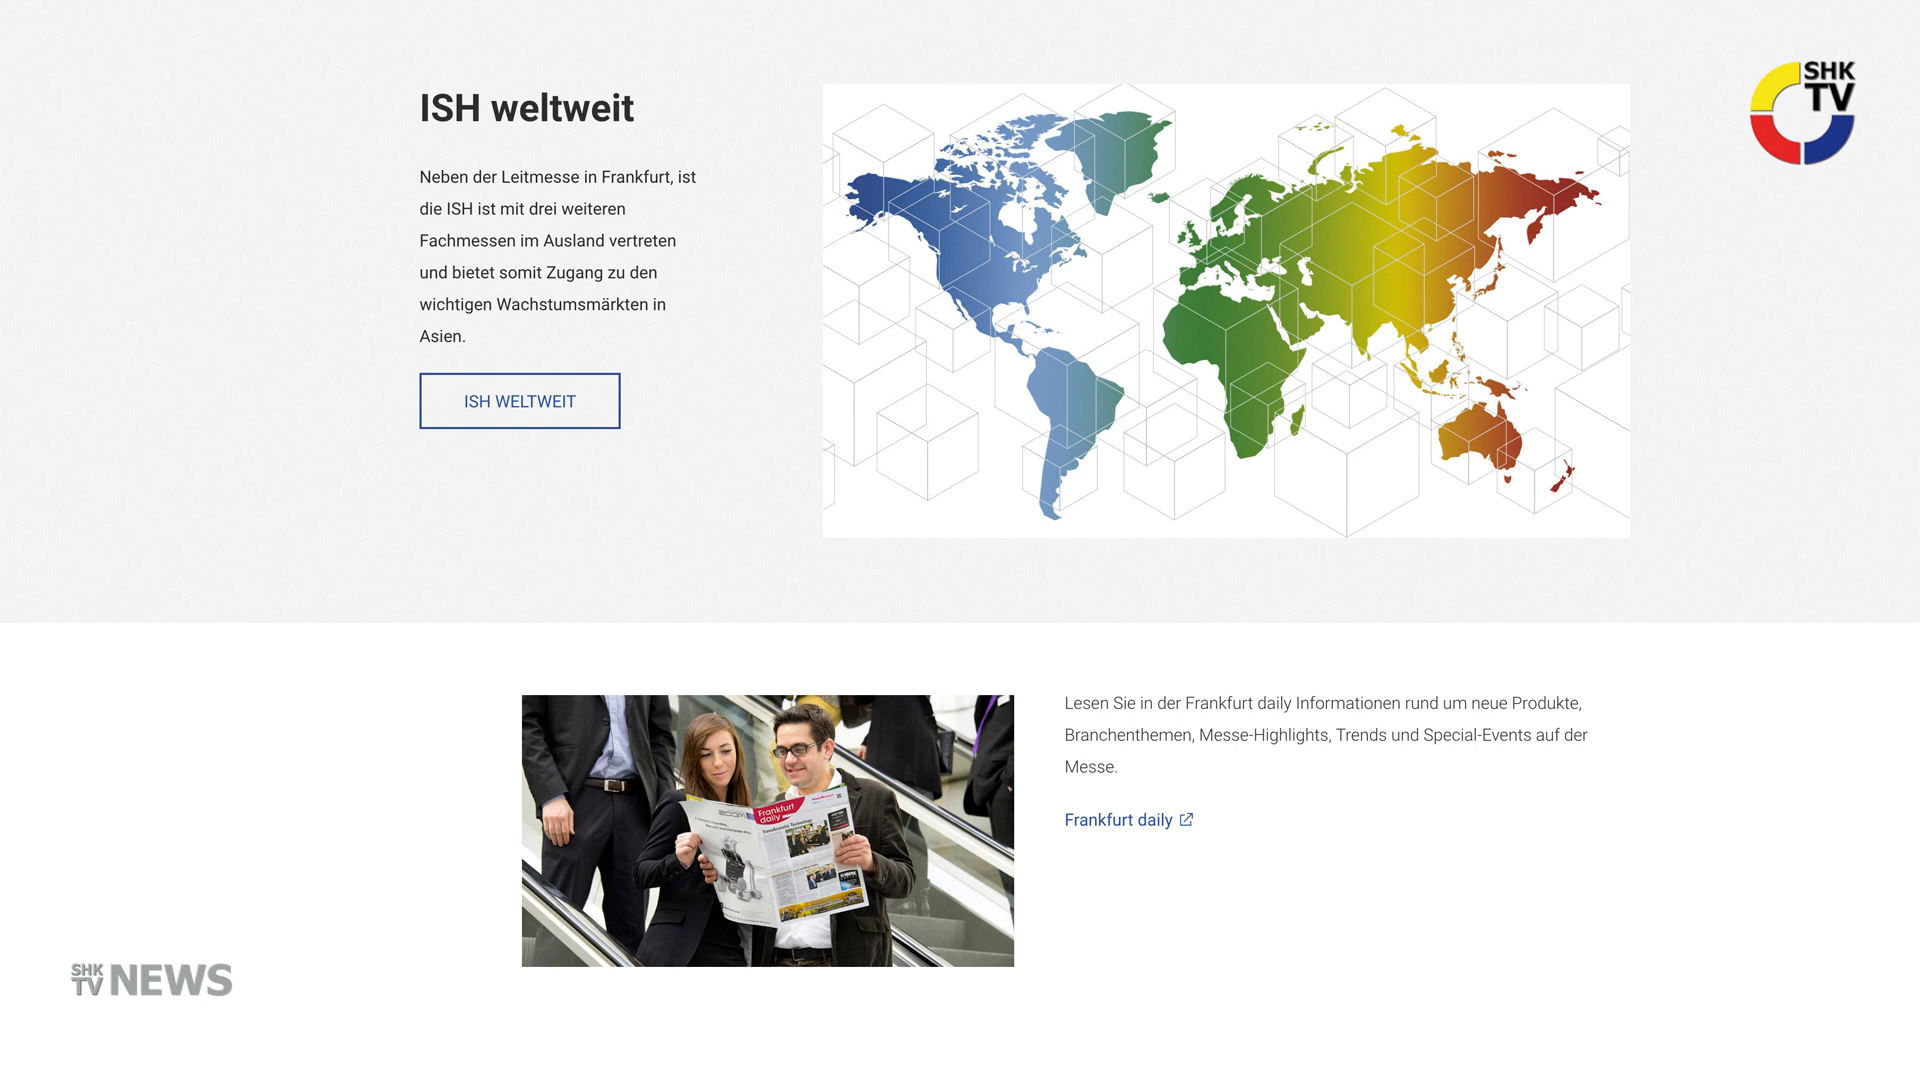 ISH weltweit
Neben der Leitmesse in Frankfurt, ist
die ISH ist mit drei weiteren
Fachmessen im Ausland vertreten
und bietet somit Zugang zu den
wichtigen Wachstumsmärkten in
Asien.
ISH WELTWEIT
SHK
TV
Lesen Sie in der Frankfurt daily Informationen rund um neue Produkte,
Branchenthemen, Messe-Highlights, Trends und Special-Events auf der
Messe.
Frankfurt daily
Frankfurt
daily
SHK
TV NEWS